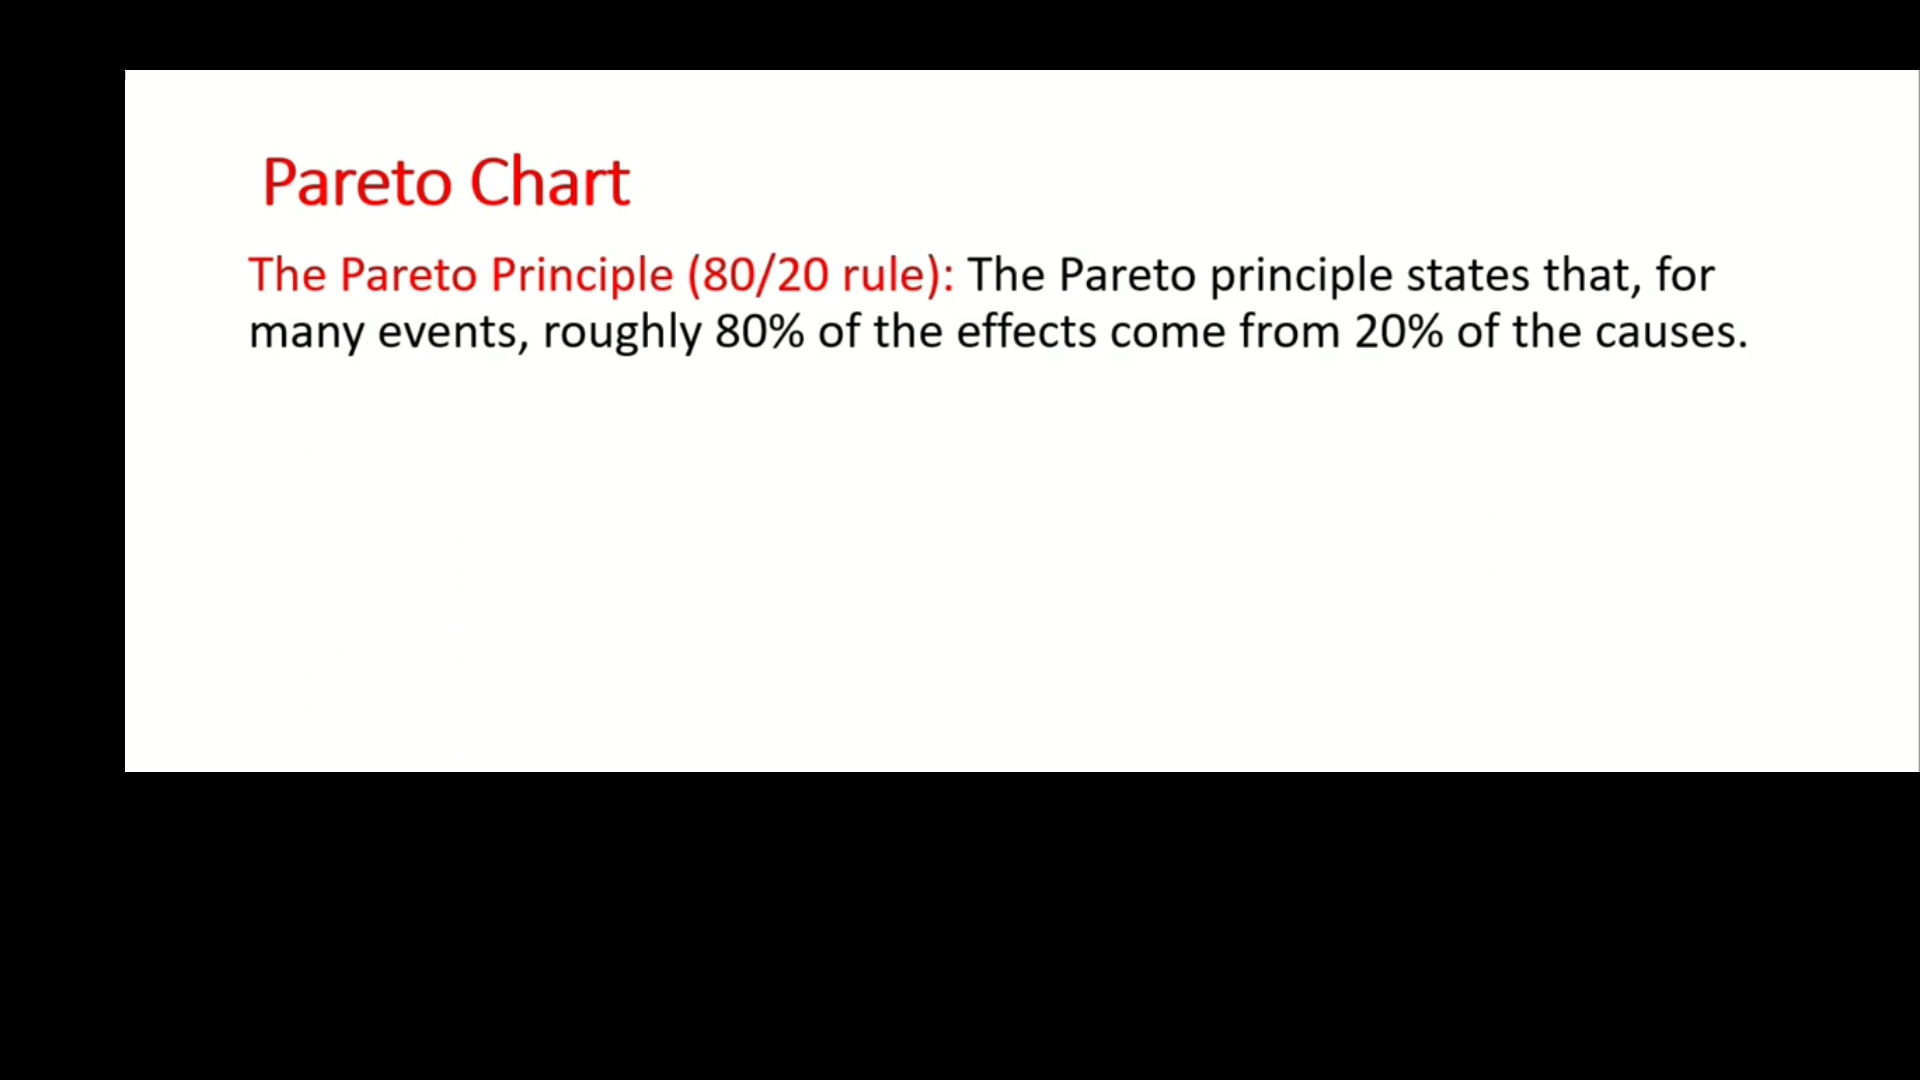 Pareto Chart
The Pareto Principle (80/20 rule): The Pareto principle states that, for
many events, roughly 80% of the effects come from 20% of the causes.